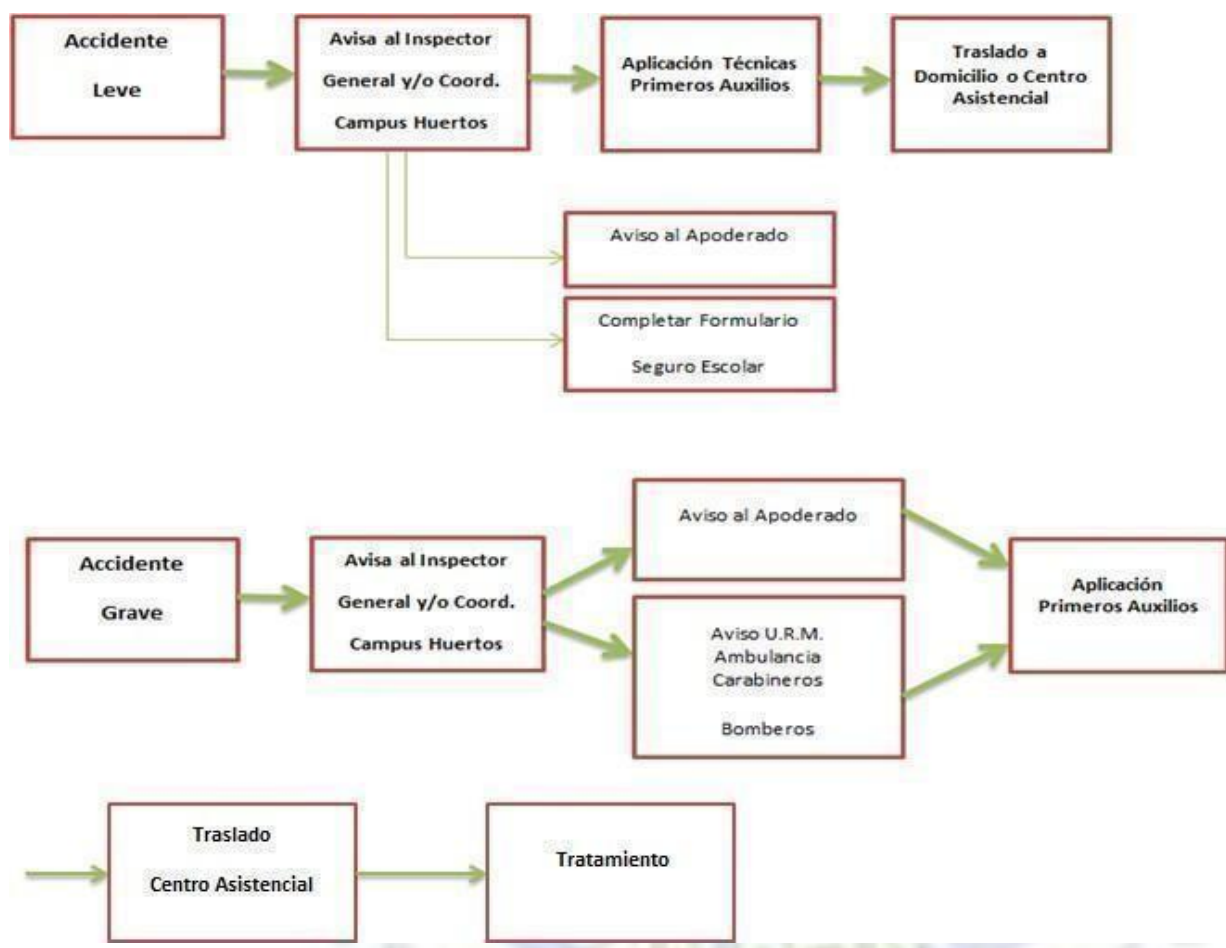 Accidente
Leve
Avisa al Inspector
General y/o Coord.
Campus Huertos
Aplicación Técnicas
Primeros Auxilios
Traslado a
Domicilio o Centro
Asistencial
Aviso al Apoderado
Completar Formulario
Seguro Escolar
Accidente
Grave
Avisa al Inspector
General y/o Coord.
Campus Huertos
Aviso al Apoderado
Aviso U.R.M.
Ambulancia
Carabineros
Bomberos
Aplicación
Primeros Auxilios
Traslado
Centro Asistencial
Tratamiento